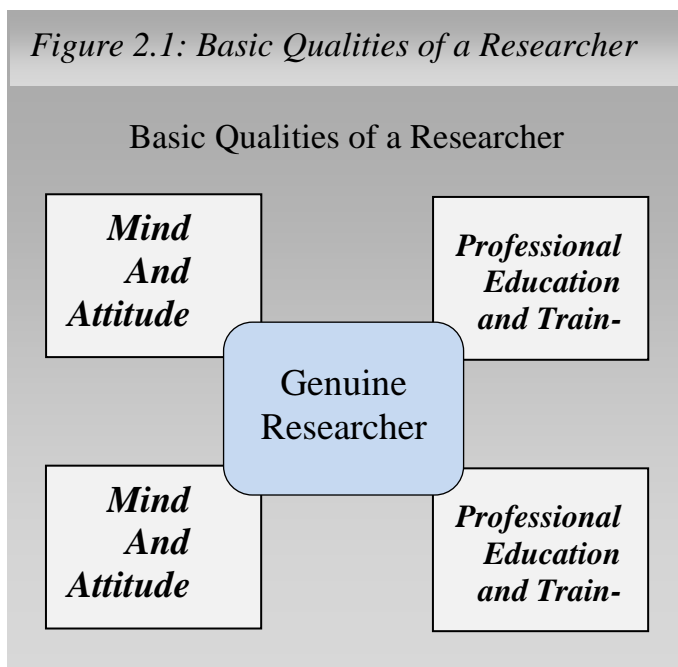 Figure 2.1: Basic Qualities of a Researcher
Basic Qualities of a Researcher
Mind
And
Attitude
Professional
Education
and Train-
Genuine
Researcher
Mind
And
Attitude
Professional
Education
and Train-